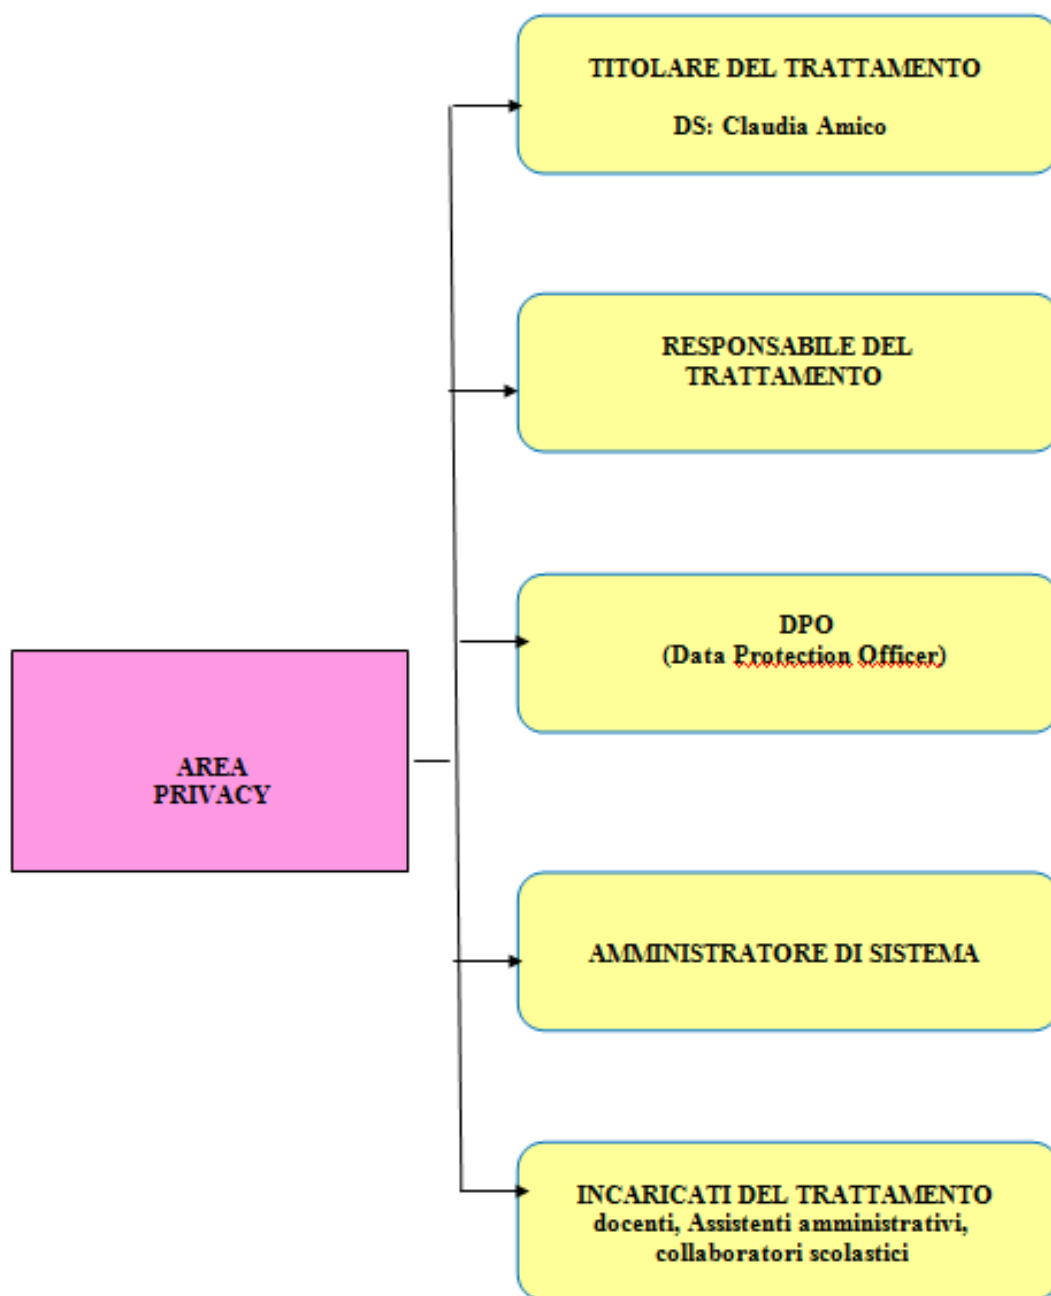 TITOLARE DEL TRATTAMENTO
DS: Claudia Amico
RESPONSABILE DEL
TRATTAMENTO
DPO
(Data Protection Officer)
AREA
PRIVACY
AMMINISTRATORE DI SISTEMA
INCARICATI DEL TRATTAMENTO
docenti, Assistenti amministrativi,
collaboratori scolastici